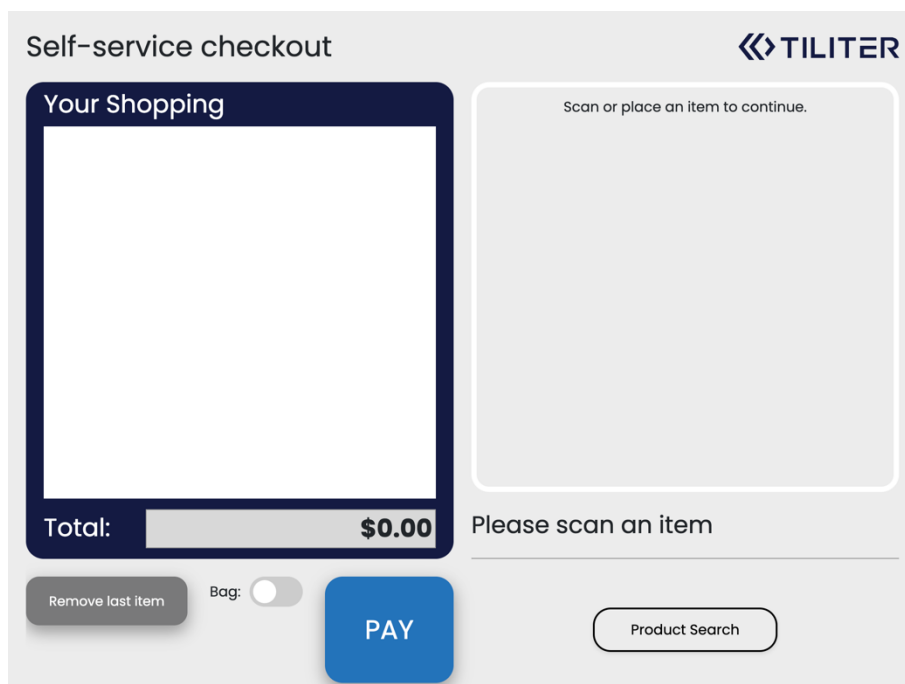 Self-service checkout
TILITER
Your Shopping
Scan or place an item to continue.
Total:
$0.00
Please scan an item
Remove last item
Bag:
PAY
Product Search